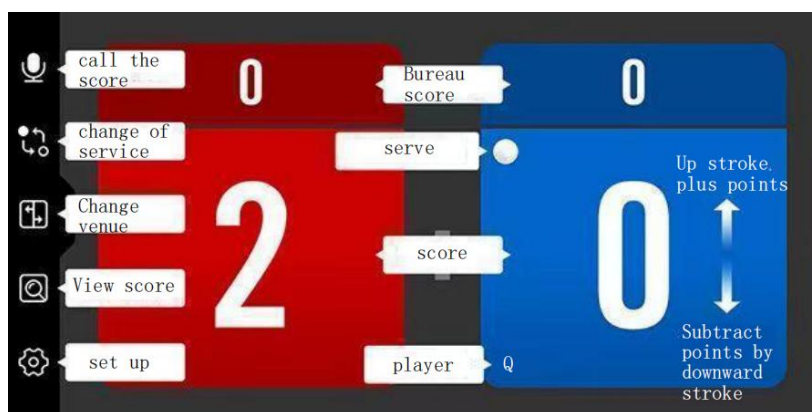 call the
score
0
Bureau
score
0
change of
service
serve
Up stroke,
plus points
Change
venue
2
score
0
View score
Subtract
points by
downward
stroke
set up
player
Q